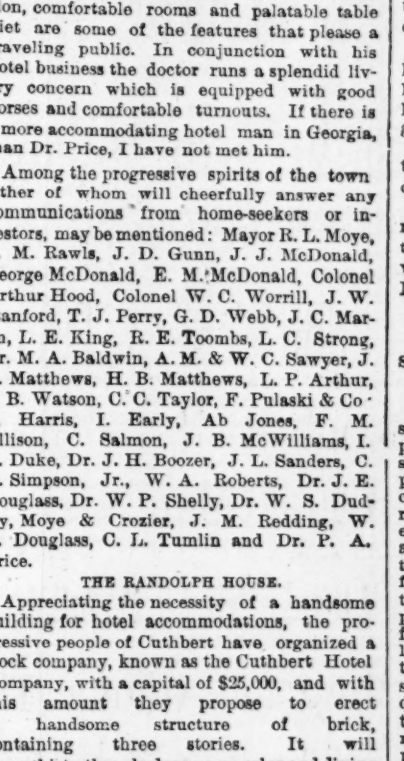 on, comfortable rooms and palatable table
iet are some of the features that please a
raveling public. In conjunction with his
otel business the doctor runs a splendid liv-
ry concern which is equipped with good
orses and comfortable turnouts. If there is
more accommodating hotel man in Georgia,
an Dr. Price, I have not met him.
Among the progressive spirits of the town
ther of whom will cheerfully answer any
ommunications from home-seekers or in-
estors, may be mentioned: Mayor R. L. Moye,
. M. Rawls, J. D. Gunn, J. J. McDonald,
eorge McDonald, E. M. McDonald, Colonel
rthur Hood, Colonel W. C. Worrill, J. W.
tanford, T. J. Perry, G. D. Webb, J. C. Mar-
n, L. E. King, R. E. Toombs, L. C. Strong,
r. M. A. Baldwin, A. M. & W. C. Sawyer, J.
. Matthews, H. B. Matthews, L. P. Arthur,
. B. Watson, C. C. Taylor, F. Pulaski & Co
. Harris, I. Early, Ab Jones, F. M.
llison, C. Salmon, J. B. McWilliams, I.
. Duke, Dr. J. H. Boozer, J. L. Sanders, C.
. Simpson, Jr., W. A. Roberts, Dr. J. E.
ouglass, Dr. W. P. Shelly, Dr. W. S. Dud-
y, Moye & Crozier, J. M. Redding, W.
. Douglass, C. L. Tumlin and Dr. P. A.
rice.
THE RANDOLPH HOUSE.
Appreciating the necessity of a handsome
uilding for hotel accommodations, the pro-
ressive people of Cuthbert have organized a
ock company, known as the Cuthbert Hotel
ompany, with a capital of $25,000, and with
is amount they propose to erect
handsome structure of brick,
ontaining three stories. It will